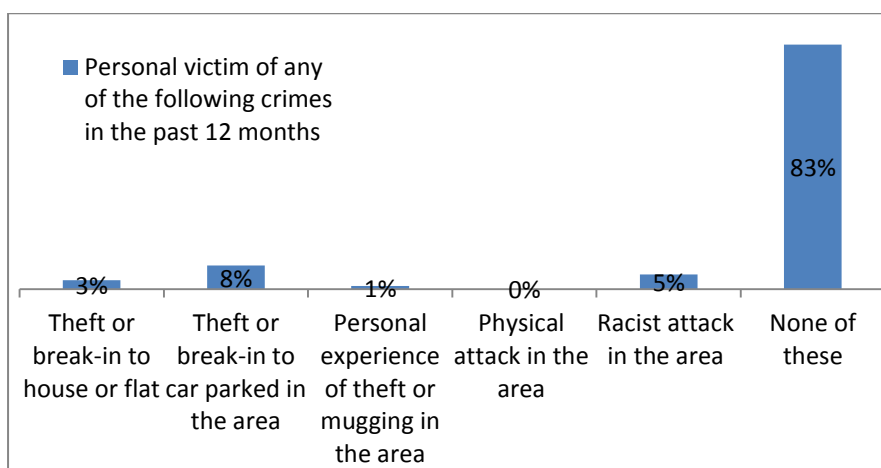 Personal victim of any
of the following crimes
in the past 12 months
3%
8%
1%
0%
5%
83%
Theft or
break-in to
house or flat
Theft or
break-in to
car parked in
the area
Personal
experience
of theft or
mugging in
the area
Physical
attack in the
area
Racist attack
in the area
None of
these